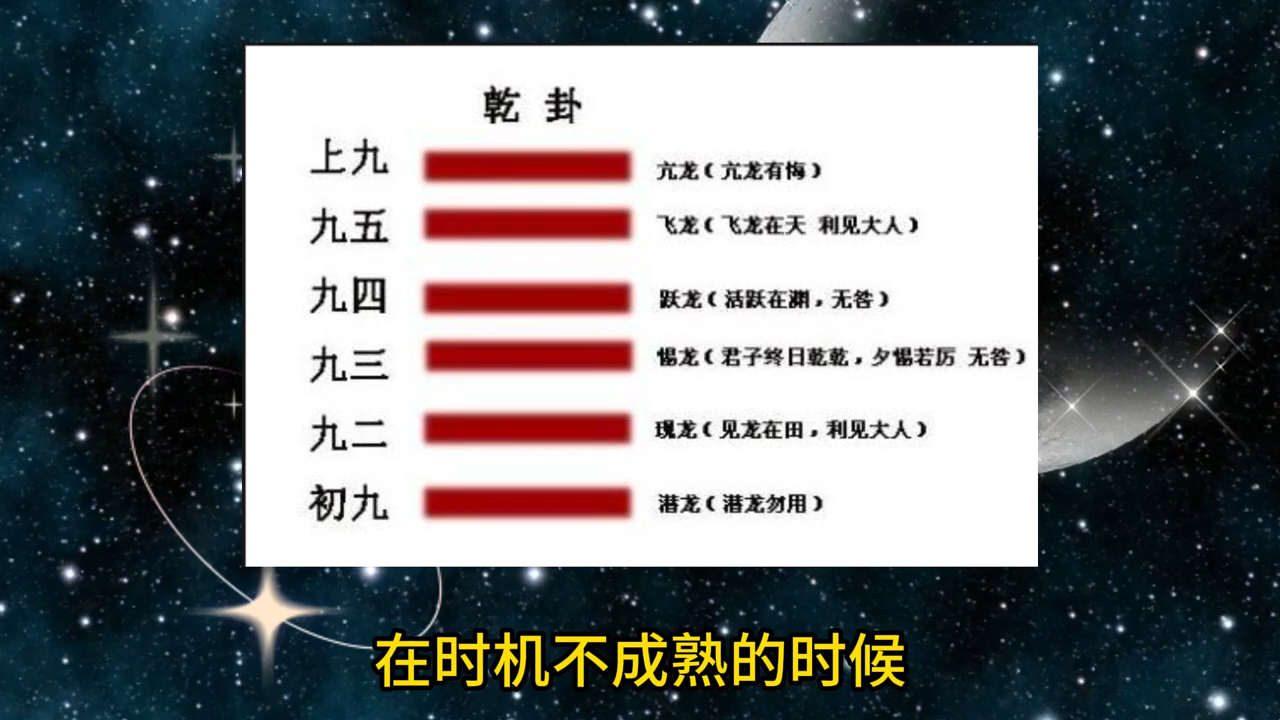 乾 卦
上九 亢龙（亢龙有悔）
九五 飞龙（飞龙在天 利见大人）
九四 跃龙（活跃在渊，无咎）
九三 惕龙（君子终日乾乾，夕惕若厉 无咎）
九二 现龙（见龙在田，利见大人）
初九 潜龙（潜龙勿用）
在时机不成熟的时候